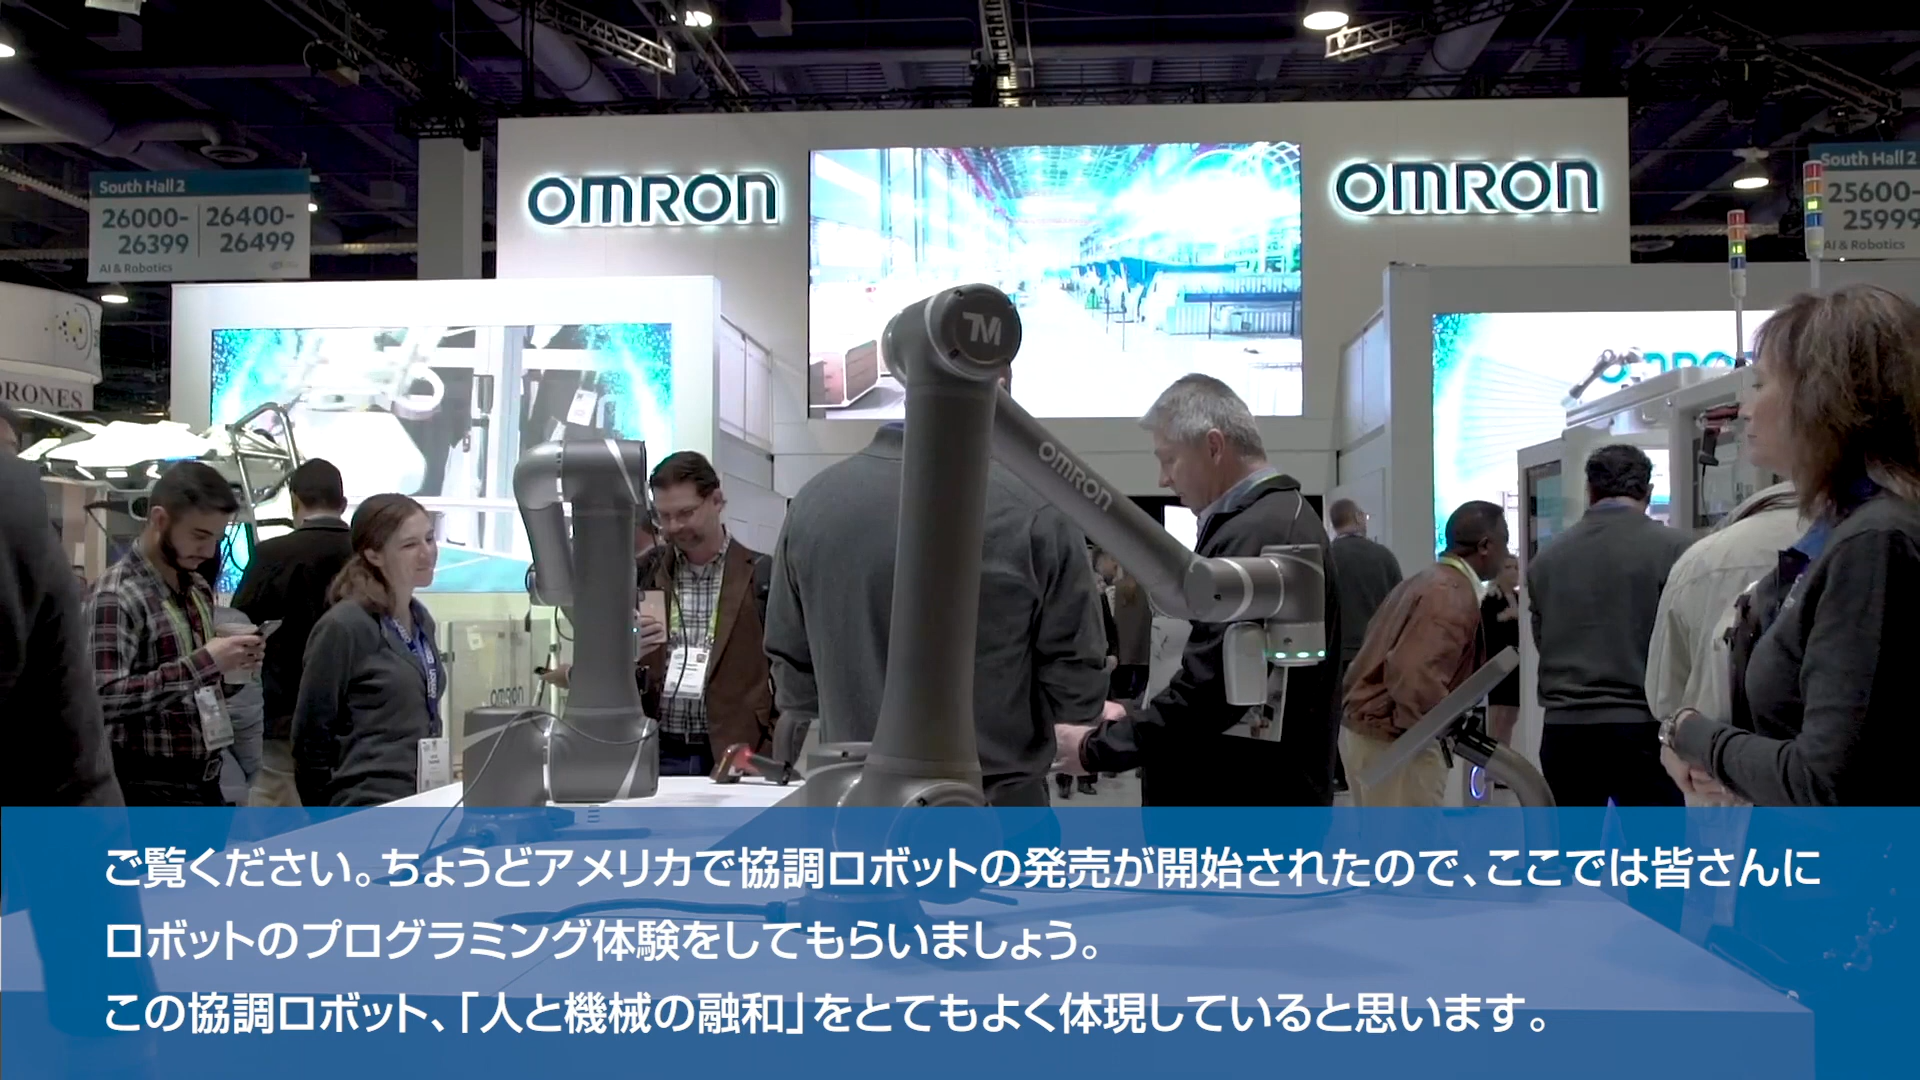 OMRON
OMRON
South Hall 2
26000-
26399
26400-
26499
AI & Robotics
South Hall 2
25600-
25999
AI & Robotics
DRONES
TM
OMRON
OMRON
ご覧ください。ちょうどアメリカで協調ロボットの発売が開始されたので、ここでは皆さんに
ロボットのプログラミング体験をしてもらいましょう。
この協調ロボット、「人と機械の融和」をとてもよく体現していると思います。